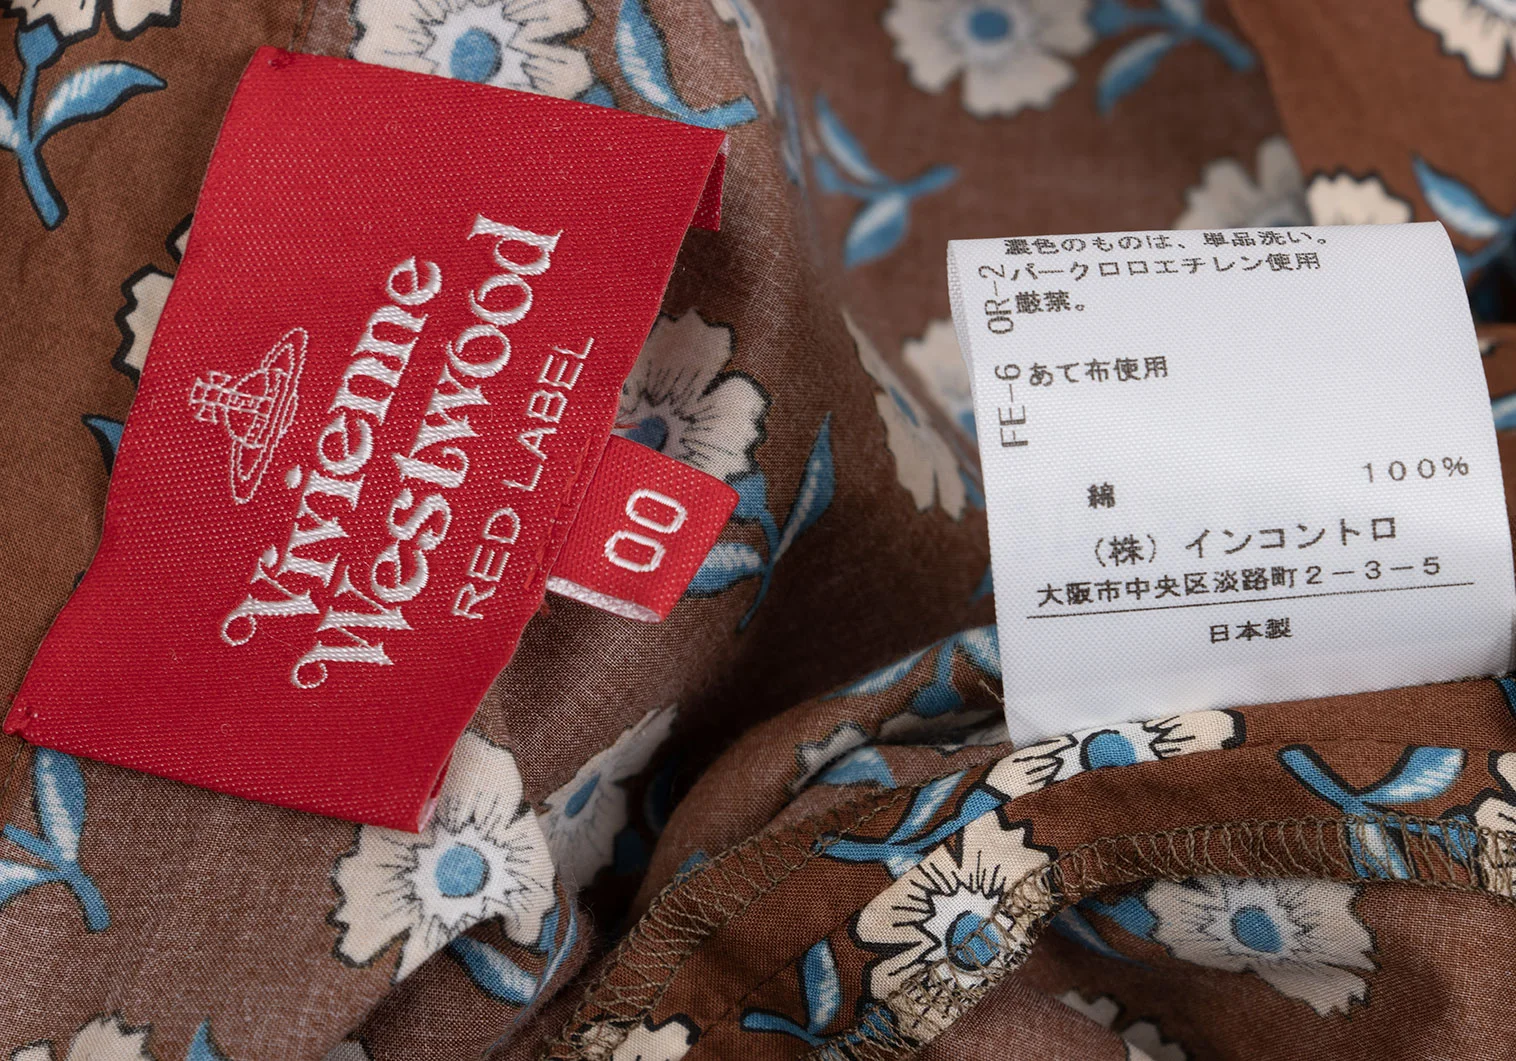 Vivienne
Westwood
RED LABEL
00
濃色のものは、単品洗い。
OR-2 パークロロエチレン使用
厳禁。
FE-6 あて布使用
綿 100%
(株) インコントロ
大阪市中央区淡路町2-3-5
日本製